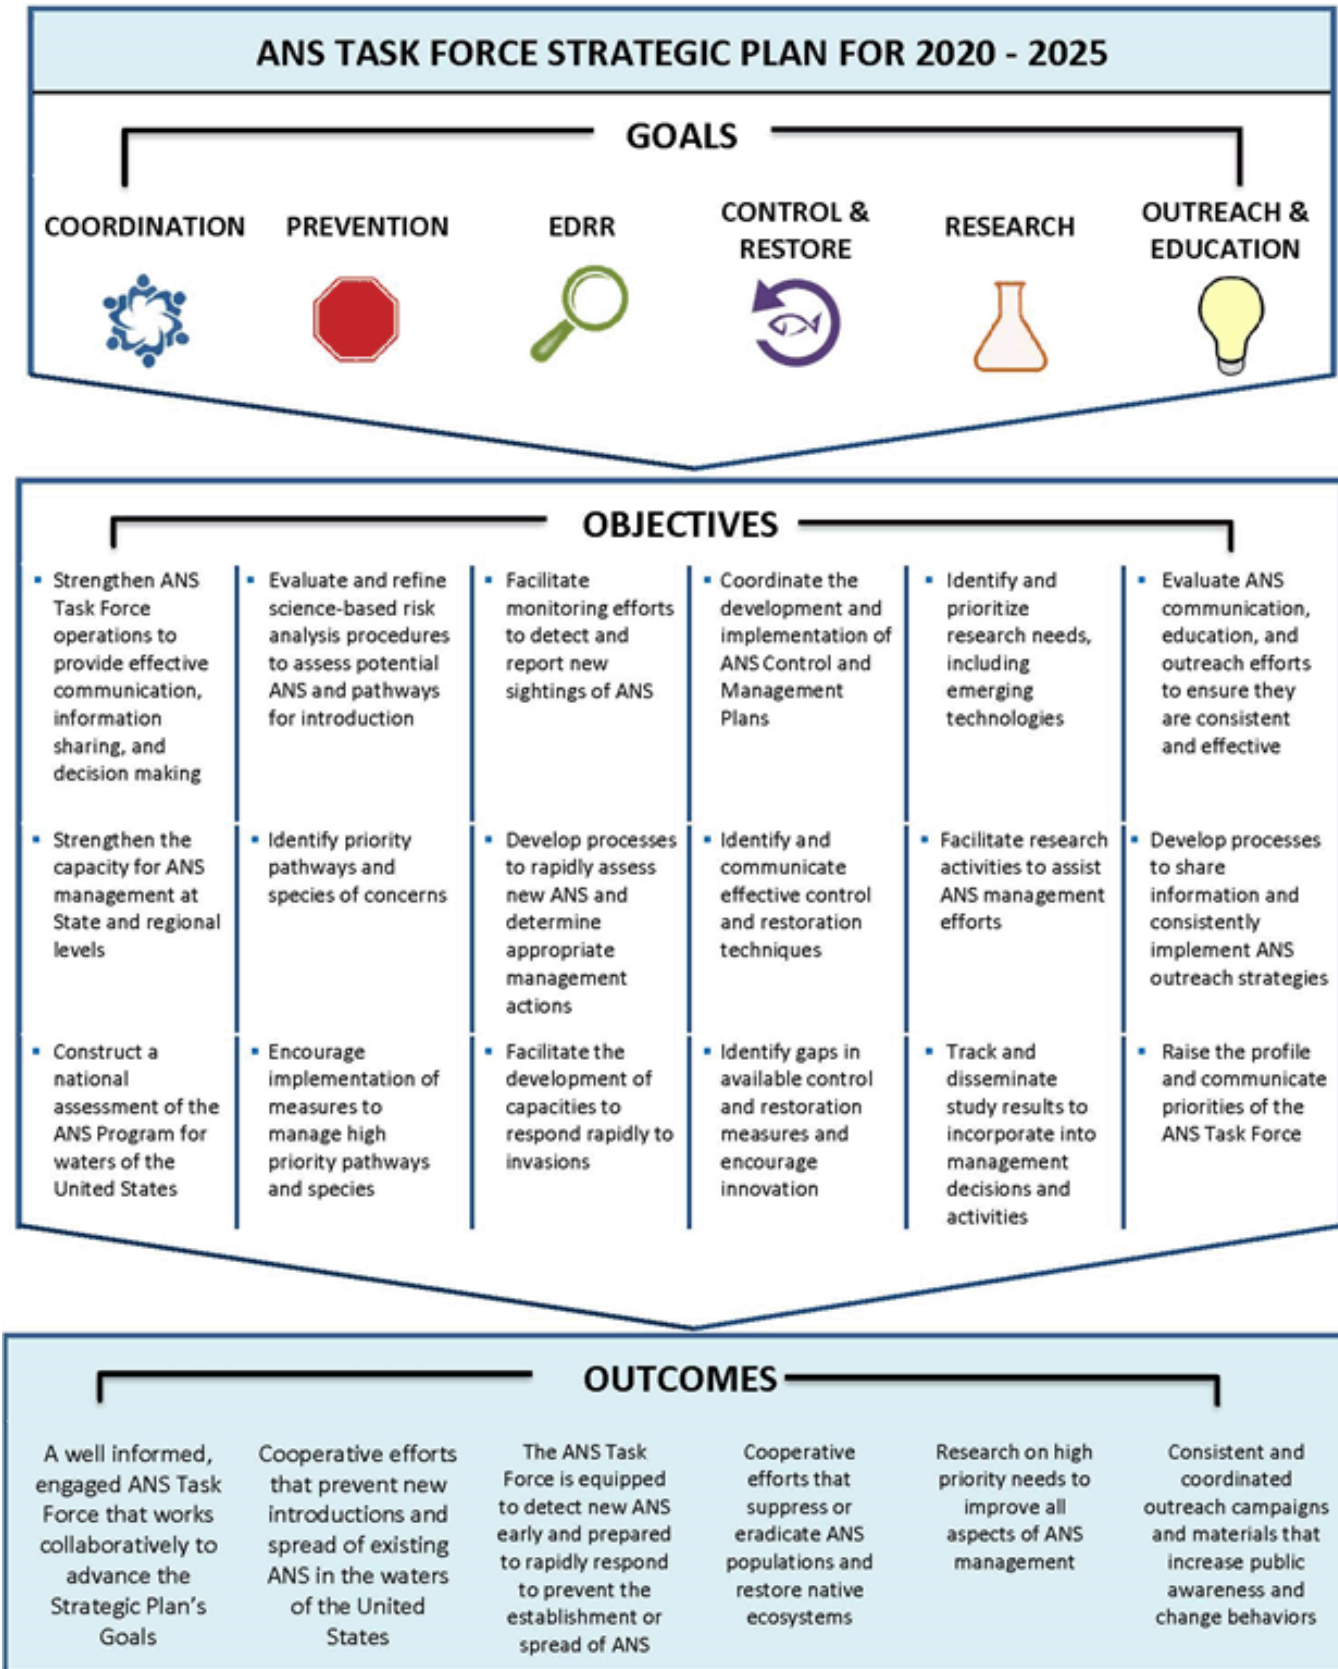 ANS TASK FORCE STRATEGIC PLAN FOR 2020 - 2025
GOALS
COORDINATION
PREVENTION
EDRR
CONTROL &
RESTORE
RESEARCH
OUTREACH &
EDUCATION
OBJECTIVES
▪ Strengthen ANS
Task Force
operations to
provide effective
communication,
information
sharing, and
decision making
▪ Evaluate and refine
science-based risk
analysis procedures
to assess potential
ANS and pathways
for introduction
▪ Facilitate
monitoring efforts
to detect and
report new
sightings of ANS
▪ Coordinate the
development and
implementation of
ANS Control and
Management
Plans
▪ Identify and
prioritize
research needs,
including
emerging
technologies
▪ Evaluate ANS
communication,
education, and
outreach efforts
to ensure they
are consistent
and effective
▪ Strengthen the
capacity for ANS
management at
State and regional
levels
▪ Identify priority
pathways and
species of concerns
▪ Develop processes
to rapidly assess
new ANS and
determine
appropriate
management
actions
▪ Identify and
communicate
effective control
and restoration
techniques
▪ Facilitate research
activities to assist
ANS management
efforts
▪ Develop processes
to share
information and
consistently
implement ANS
outreach strategies
▪ Construct a
national
assessment of the
ANS Program for
waters of the
United States
▪ Encourage
implementation of
measures to
manage high
priority pathways
and species
▪ Facilitate the
development of
capacities to
respond rapidly to
invasions
▪ Identify gaps in
available control
and restoration
measures and
encourage
innovation
▪ Track and
disseminate
study results to
incorporate into
management
decisions and
activities
▪ Raise the profile
and communicate
priorities of the
ANS Task Force
OUTCOMES
A well informed,
engaged ANS Task
Force that works
collaboratively to
advance the
Strategic Plan's
Goals
Cooperative efforts
that prevent new
introductions and
spread of existing
ANS in the waters
of the United
States
The ANS Task
Force is equipped
to detect new ANS
early and prepared
to rapidly respond
to prevent the
establishment or
spread of ANS
Cooperative
efforts that
suppress or
eradicate ANS
populations and
restore native
ecosystems
Research on high
priority needs to
improve all
aspects of ANS
management
Consistent and
coordinated
outreach campaigns
and materials that
increase public
awareness and
change behaviors